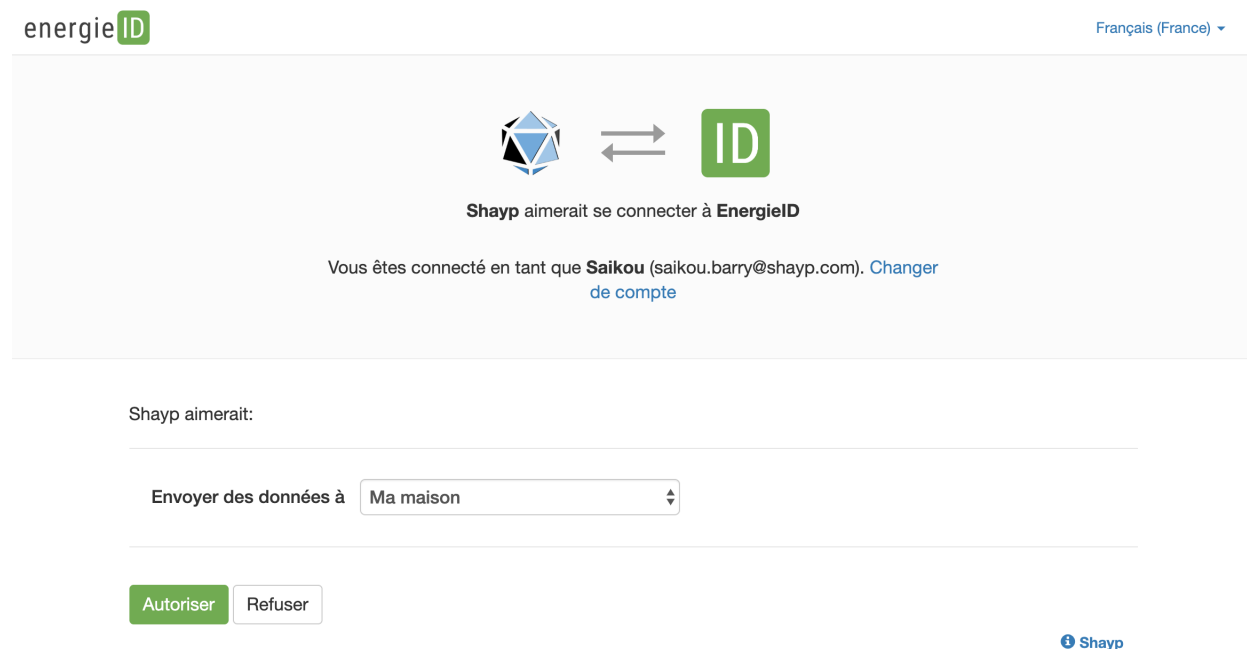 energieID
Français (France)
ID
Shayp aimerait se connecter à EnergieID
Vous êtes connecté en tant que Saikou (saikou.barry@shayp.com). Changer
de compte
Shayp aimerait:
Envoyer des données à Ma maison
Autoriser Refuser
Shayp